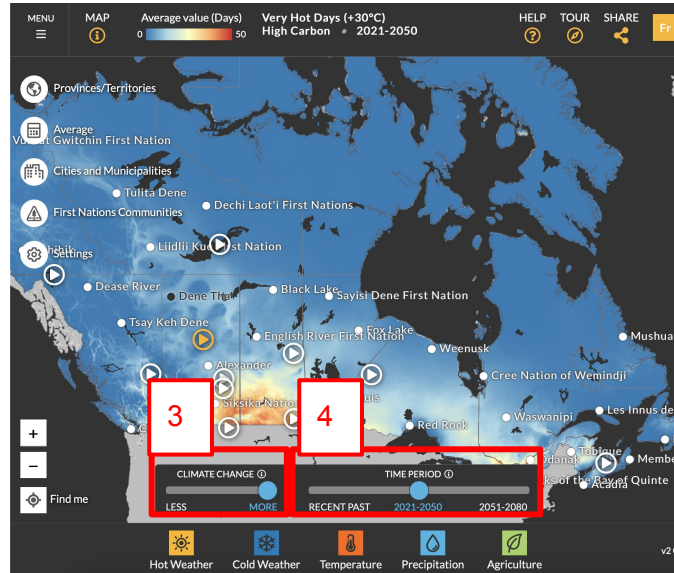 MENU
MAP
Average value (Days)
0
50
Very Hot Days (+30°C)
High Carbon • 2021-2050
HELP
TOUR
SHARE
Fr
Provinces/Territories
Average
Gwitchin First Nation
Cities and Municipalities
Tulita Dene
Dechi Laot'i First Nations
First Nations Communities
Liidlii Kue st Nation
Settings
Dease River
Dene Tha'
Black Lake
Sayisi Dene First Nation
Tsay Keh Dene
English River First Nation
Fox Lake
Weenusk
Mushua
Alexander
Cree Nation of Wemindji
Siksika Natio
Waswanipi
Les Innus de
3
4
Red Rock
+
Odanak
Tobique
Membe
−
ks of the Bay of Quinte
Acadia
Find me
CLIMATE CHANGE
LESS
MORE
TIME PERIOD
RECENT PAST
2021-2050
2051-2080
Hot Weather
Cold Weather
Temperature
Precipitation
Agriculture